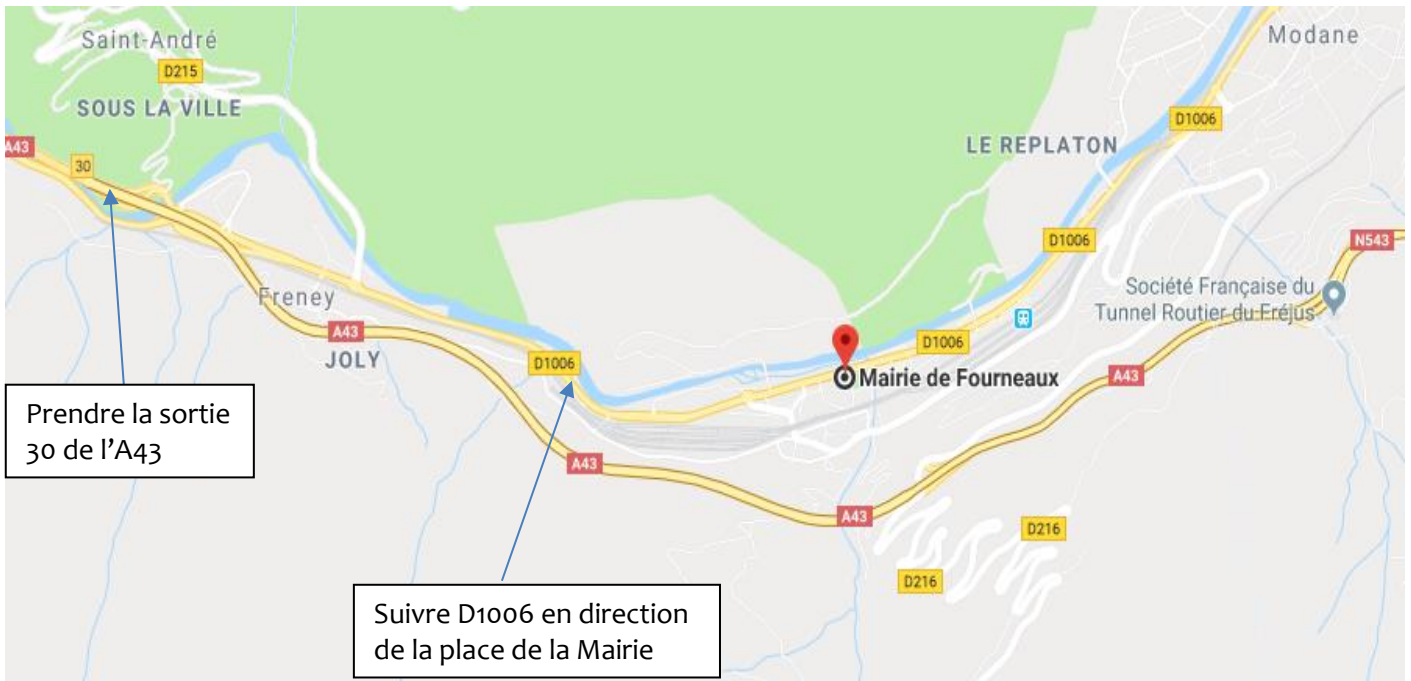 Saint-André
Modane
D215
SOUS LA VILLE
D1006
A43
LE REPLATON
30
D1006
N543
Société Française du
Tunnel Routier du Fréjus
Freney
A43
D1006
JOLY
D1006
Mairie de Fourneaux
A43
Prendre la sortie
30 de l’A43
A43
A43
D216
D216
Suivre D1006 en direction
de la place de la Mairie